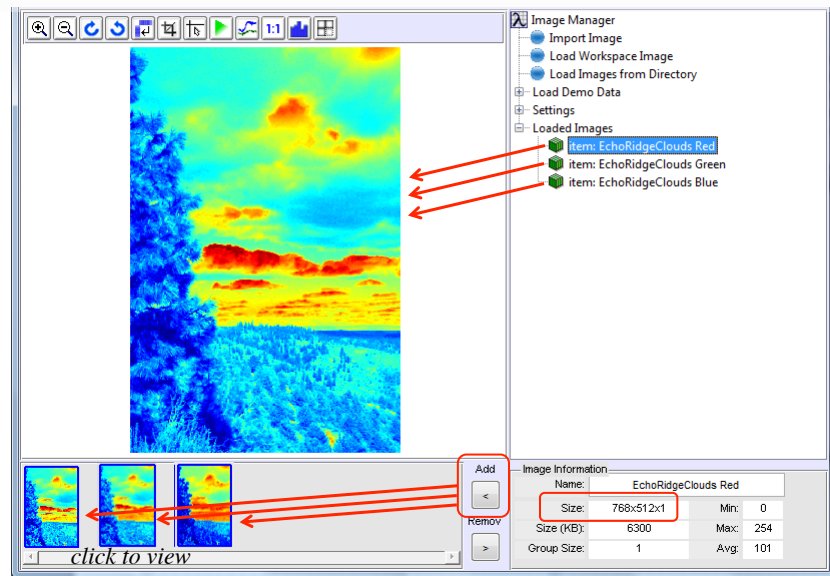 1:1
λ Image Manager
Import Image
Load Workspace Image
Load Images from Directory
Load Demo Data
Settings
Loaded Images
item: EchoRidgeClouds Red
item: EchoRidgeClouds Green
item: EchoRidgeClouds Blue
Add
<
Remov
>
click to view
Image Information
Name: EchoRidgeClouds Red
Size: 768x512x1 Min: 0
Size (KB): 6300 Max: 254
Group Size: 1 Avg: 101